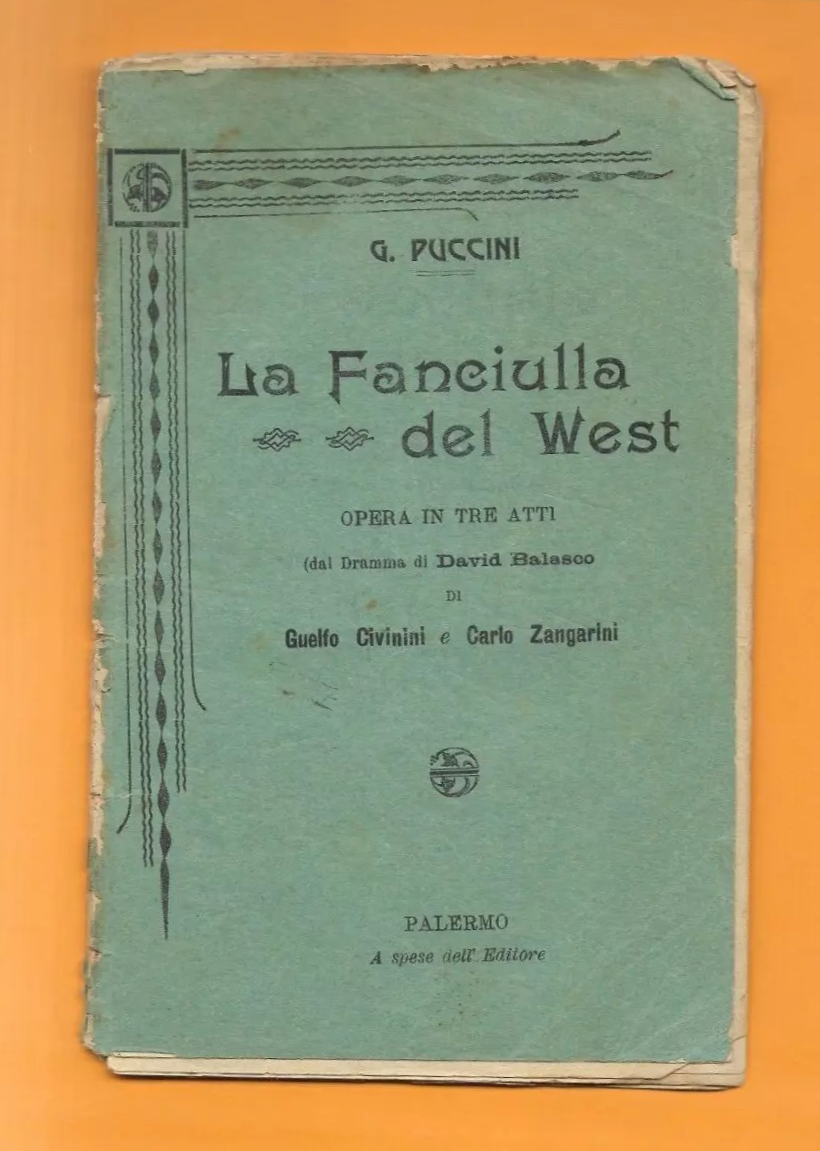 G. PUCCINI
La Fanciulla
del West
OPERA IN TRE ATTI
(dal Dramma di David Balasco
DI
Guelfo Civinini e Carlo Zangarini
PALERMO
A spese dell' Editore